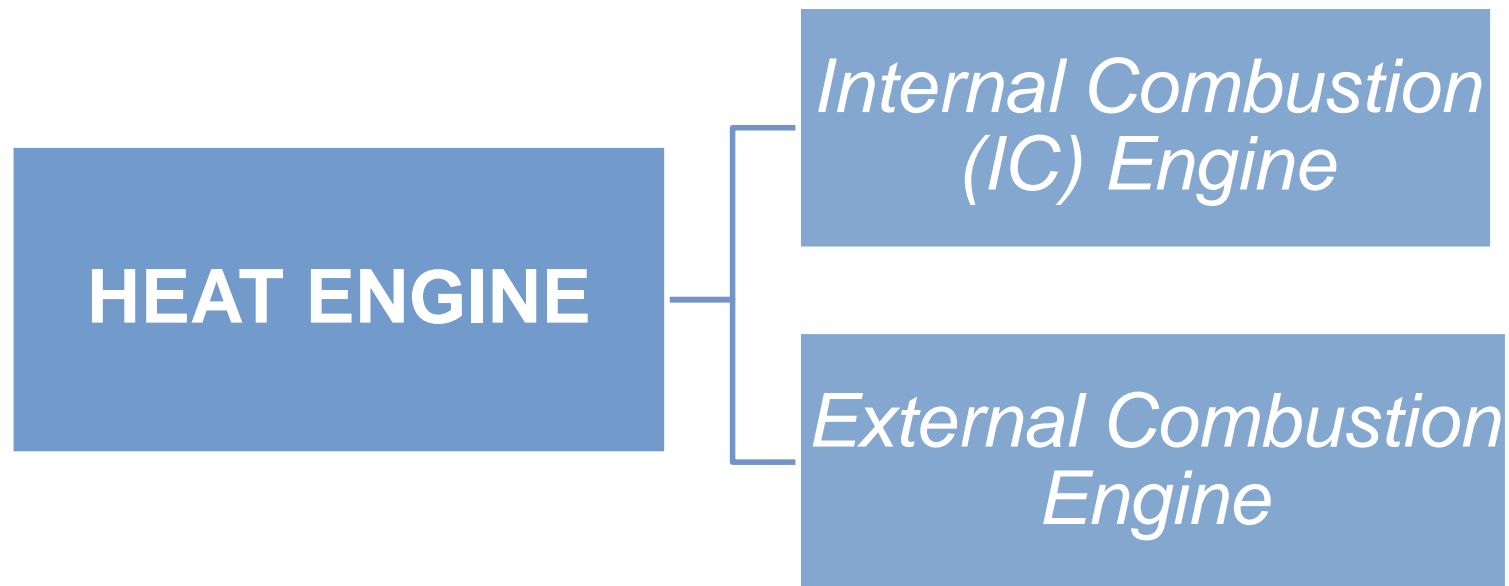 HEAT ENGINE
Internal Combustion
(IC) Engine
External Combustion
Engine